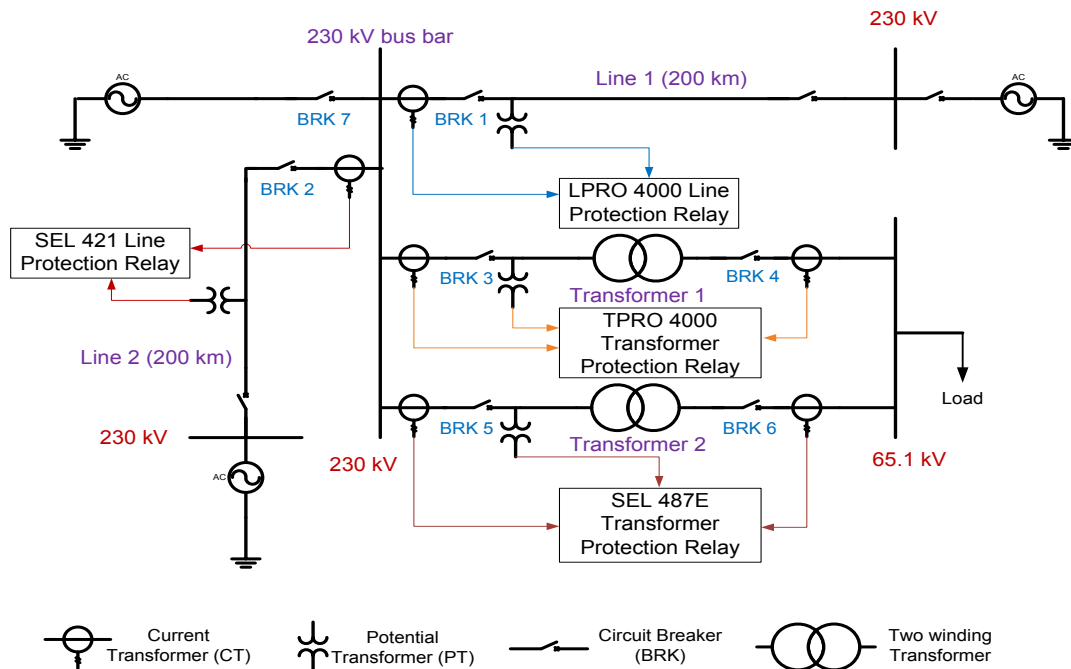 230 kV bus bar
230 kV
AC
Line 1 (200 km)
AC
BRK 7
BRK 1
BRK 2
LPRO 4000 Line
Protection Relay
SEL 421 Line
Protection Relay
BRK 3
BRK 4
Transformer 1
TPRO 4000
Transformer
Protection Relay
Line 2 (200 km)
Load
BRK 5
BRK 6
Transformer 2
230 kV
230 kV
65.1 kV
AC
SEL 487E
Transformer
Protection Relay
Current
Transformer (CT)
Potential
Transformer (PT)
Circuit Breaker
(BRK)
Two winding
Transformer